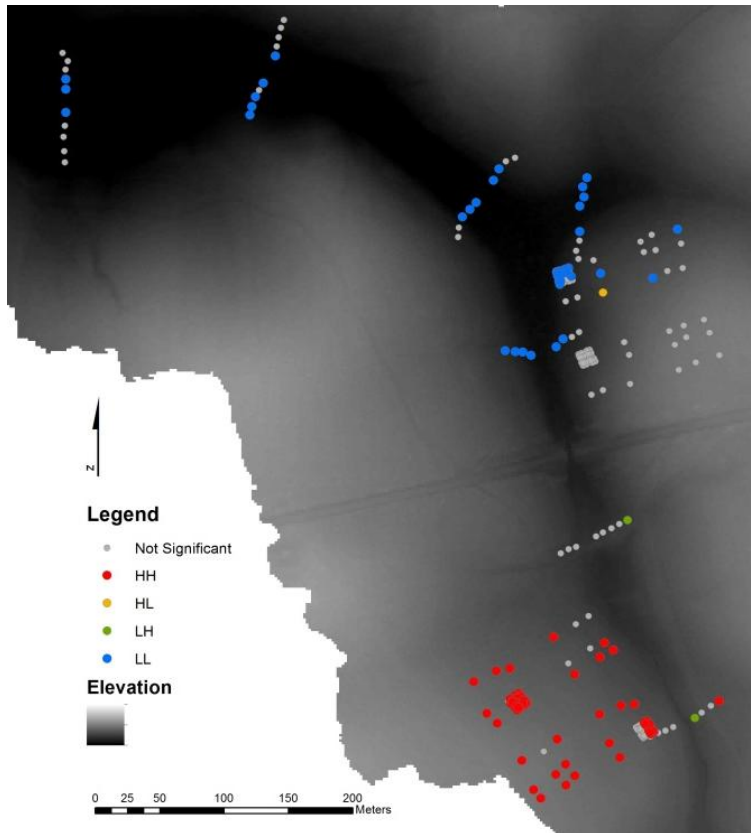 z
Legend
Not Significant
HH
HL
LH
LL
Elevation
0 25 50 100 150 200
Meters